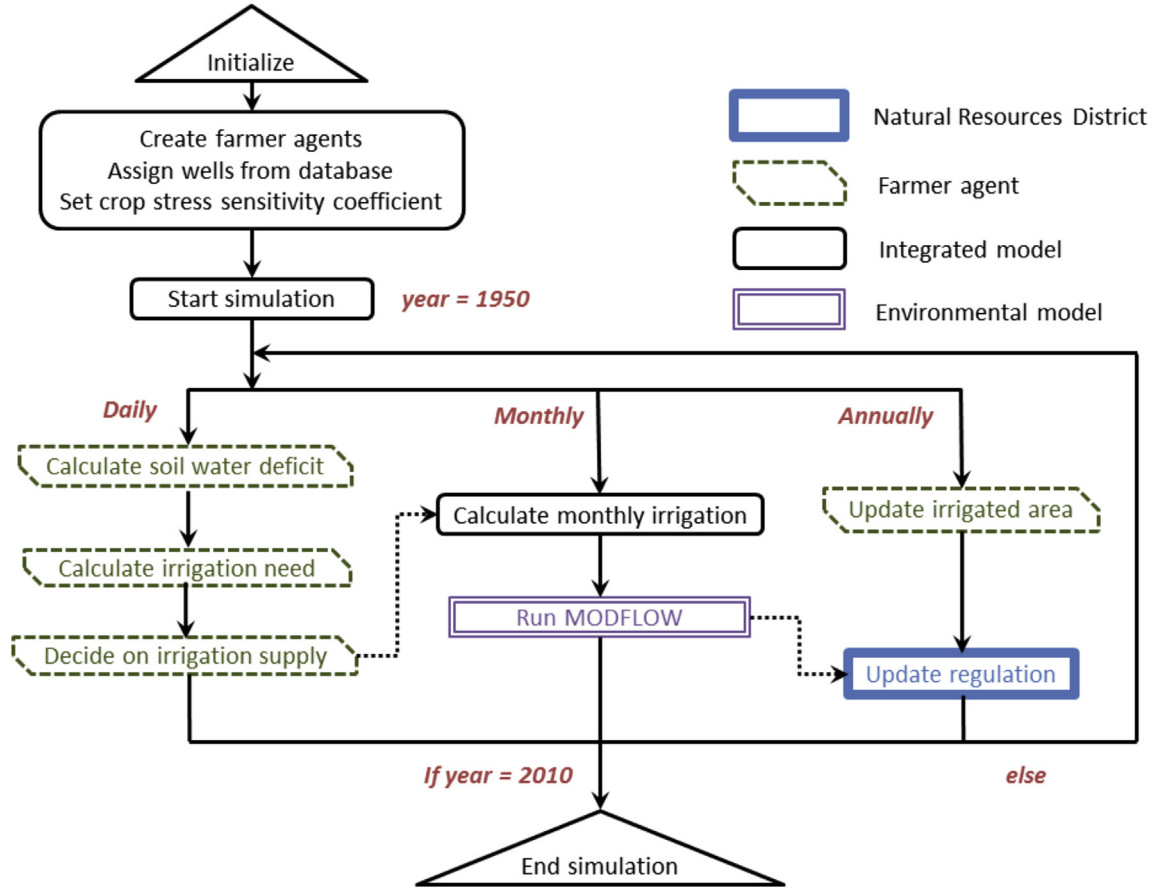 Initialize
Create farmer agents
Assign wells from database
Set crop stress sensitivity coefficient
Start simulation
year = 1950
Natural Resources District
Farmer agent
Integrated model
Environmental model
Daily
Monthly
Annually
Calculate soil water deficit
Calculate irrigation need
Decide on irrigation supply
Calculate monthly irrigation
Run MODFLOW
Update irrigated area
Update regulation
If year = 2010
else
End simulation